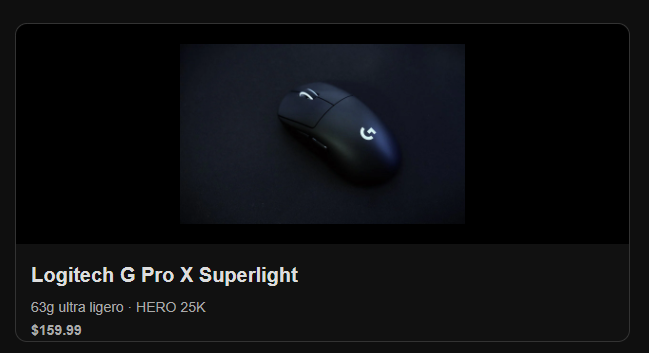 Logitech G Pro X Superlight
63g ultra ligero · HERO 25K
$159.99